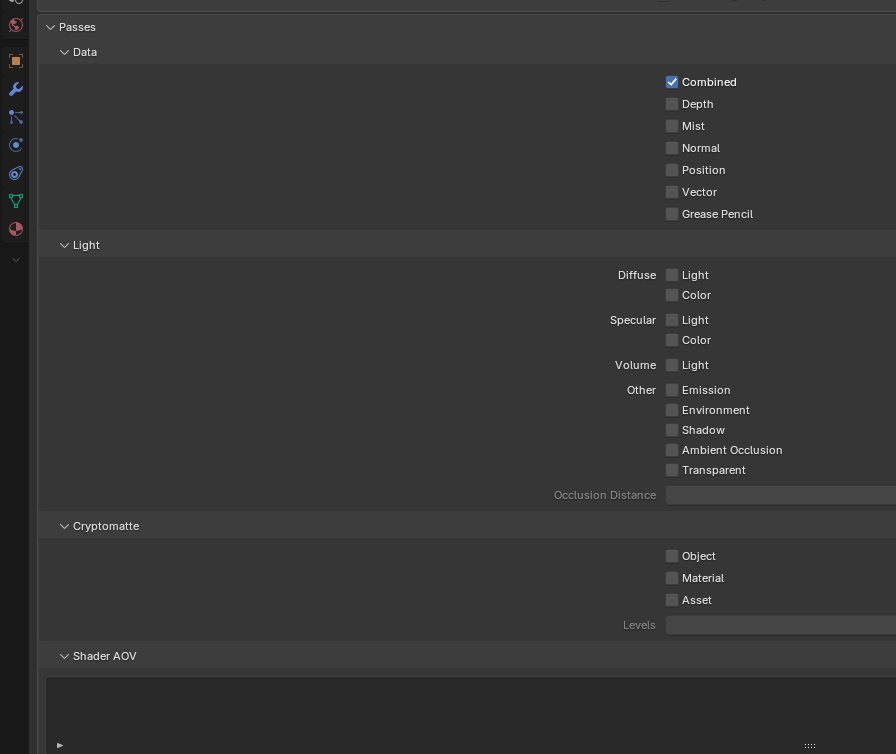 Passes
Data
Combined
Depth
Mist
Normal
Position
Vector
Grease Pencil
Light
Diffuse Light
Color
Specular Light
Color
Volume Light
Other Emission
Environment
Shadow
Ambient Occlusion
Transparent
Occlusion Distance
Cryptomatte
Object
Material
Asset
Levels
Shader AOV